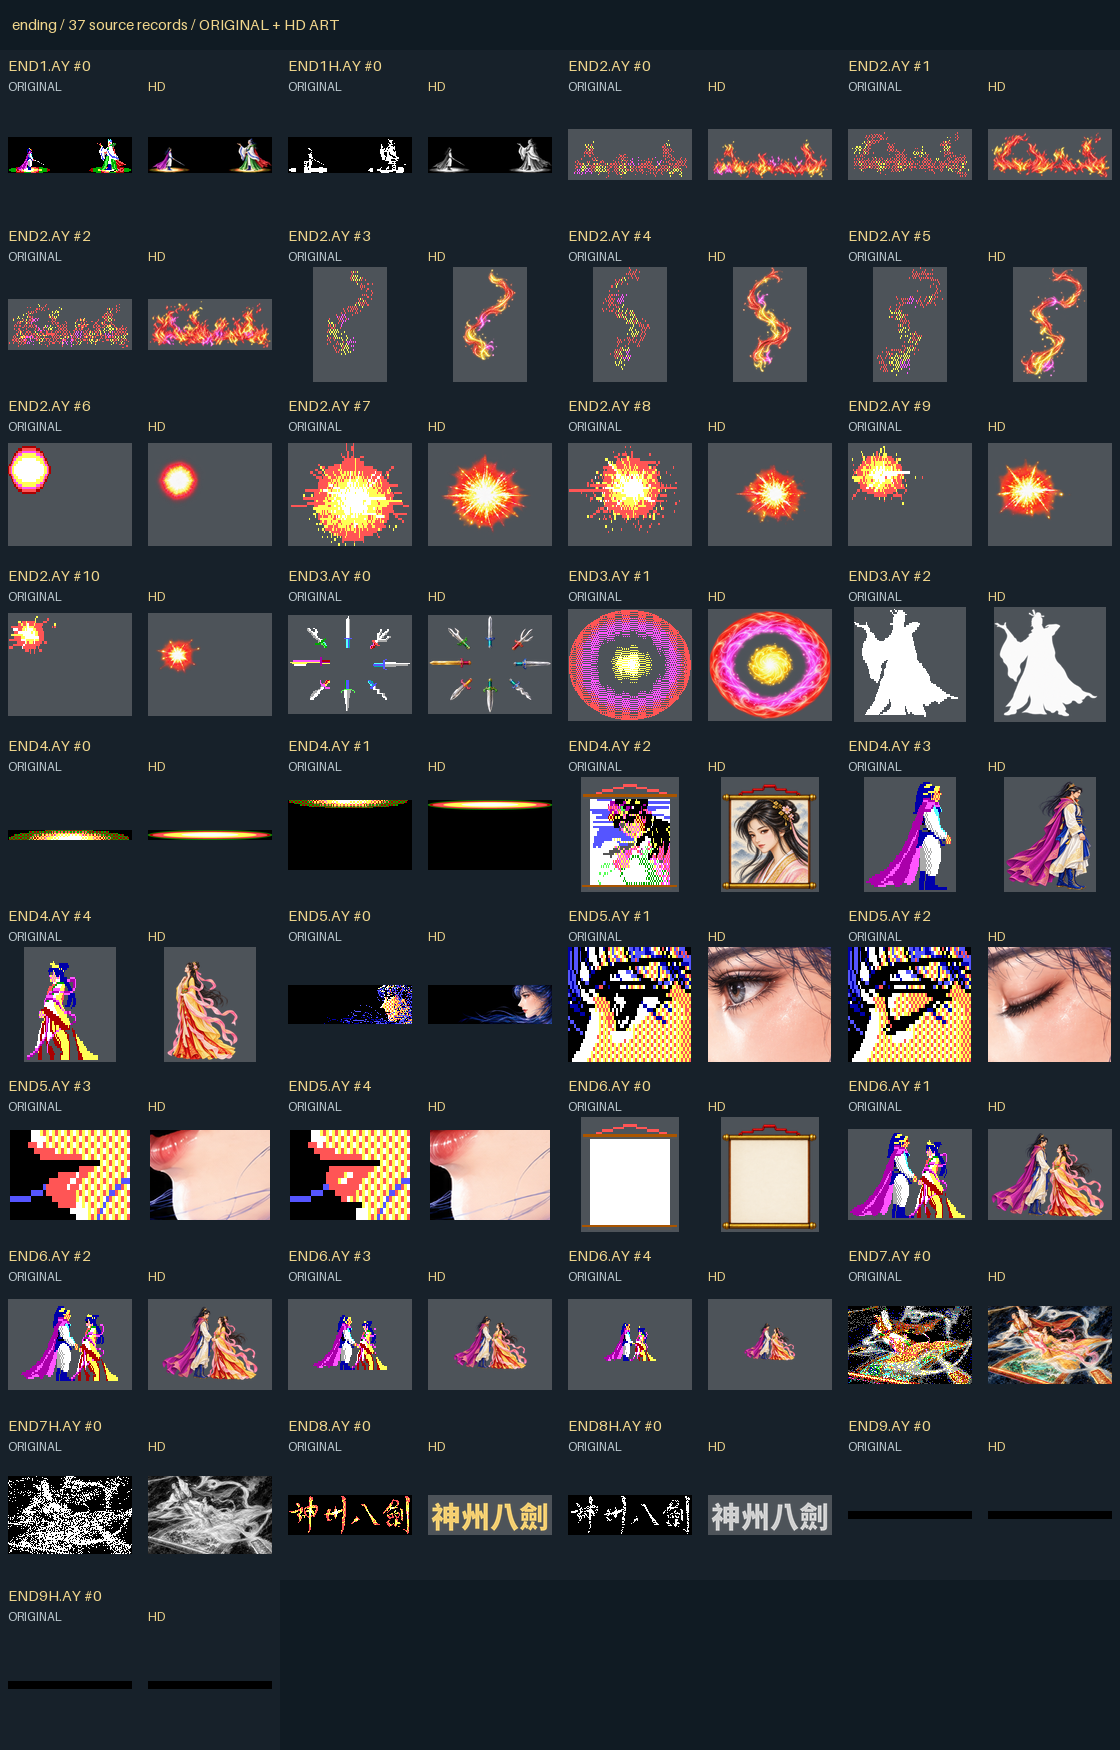 ending / 37 source records / ORIGINAL + HD ART
END1.AY #0 END1H.AY #0 END2.AY #0 END2.AY #1
ORIGINAL HD ORIGINAL HD ORIGINAL HD ORIGINAL HD
END2.AY #2 END2.AY #3 END2.AY #4 END2.AY #5
ORIGINAL HD ORIGINAL HD ORIGINAL HD ORIGINAL HD
END2.AY #6 END2.AY #7 END2.AY #8 END2.AY #9
ORIGINAL HD ORIGINAL HD ORIGINAL HD ORIGINAL HD
END2.AY #10 END3.AY #0 END3.AY #1 END3.AY #2
ORIGINAL HD ORIGINAL HD ORIGINAL HD ORIGINAL HD
END4.AY #0 END4.AY #1 END4.AY #2 END4.AY #3
ORIGINAL HD ORIGINAL HD ORIGINAL HD ORIGINAL HD
END4.AY #4 END5.AY #0 END5.AY #1 END5.AY #2
ORIGINAL HD ORIGINAL HD ORIGINAL HD ORIGINAL HD
END5.AY #3 END5.AY #4 END6.AY #0 END6.AY #1
ORIGINAL HD ORIGINAL HD ORIGINAL HD ORIGINAL HD
END6.AY #2 END6.AY #3 END6.AY #4 END7.AY #0
ORIGINAL HD ORIGINAL HD ORIGINAL HD ORIGINAL HD
END7H.AY #0 END8.AY #0 END8H.AY #0 END9.AY #0
ORIGINAL HD ORIGINAL HD ORIGINAL HD ORIGINAL HD
神州八劍 神州八劍 神州八劍 神州八劍
END9H.AY #0
ORIGINAL HD